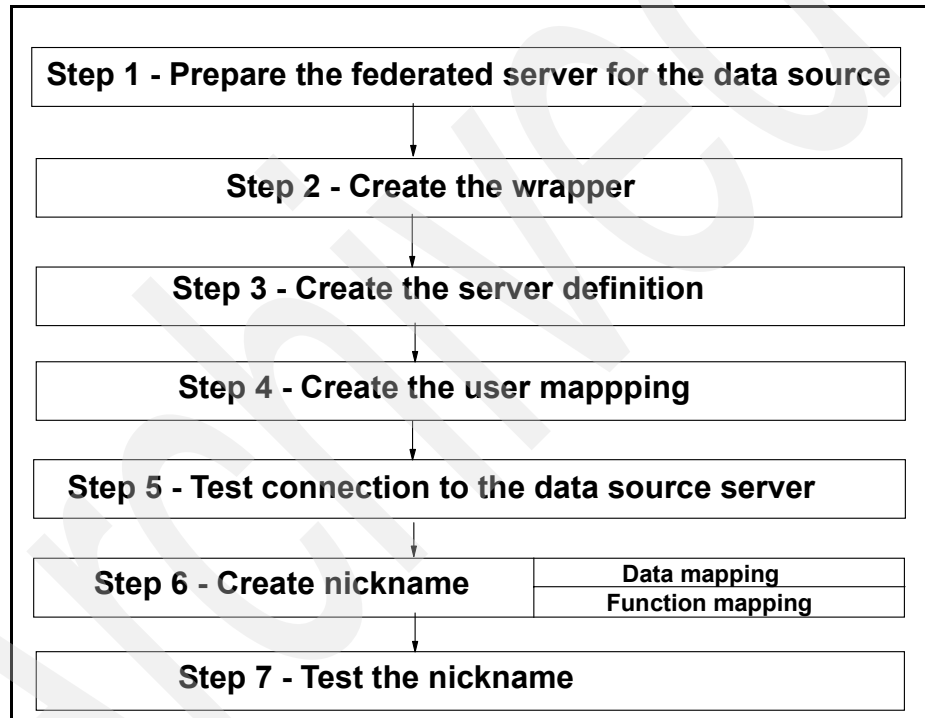 Step 1 - Prepare the federated server for the data source
Step 2 - Create the wrapper
Step 3 - Create the server definition
Step 4 - Create the user mappping
Step 5 - Test connection to the data source server
Step 6 - Create nickname
Data mapping
Function mapping
Step 7 - Test the nickname
Archived